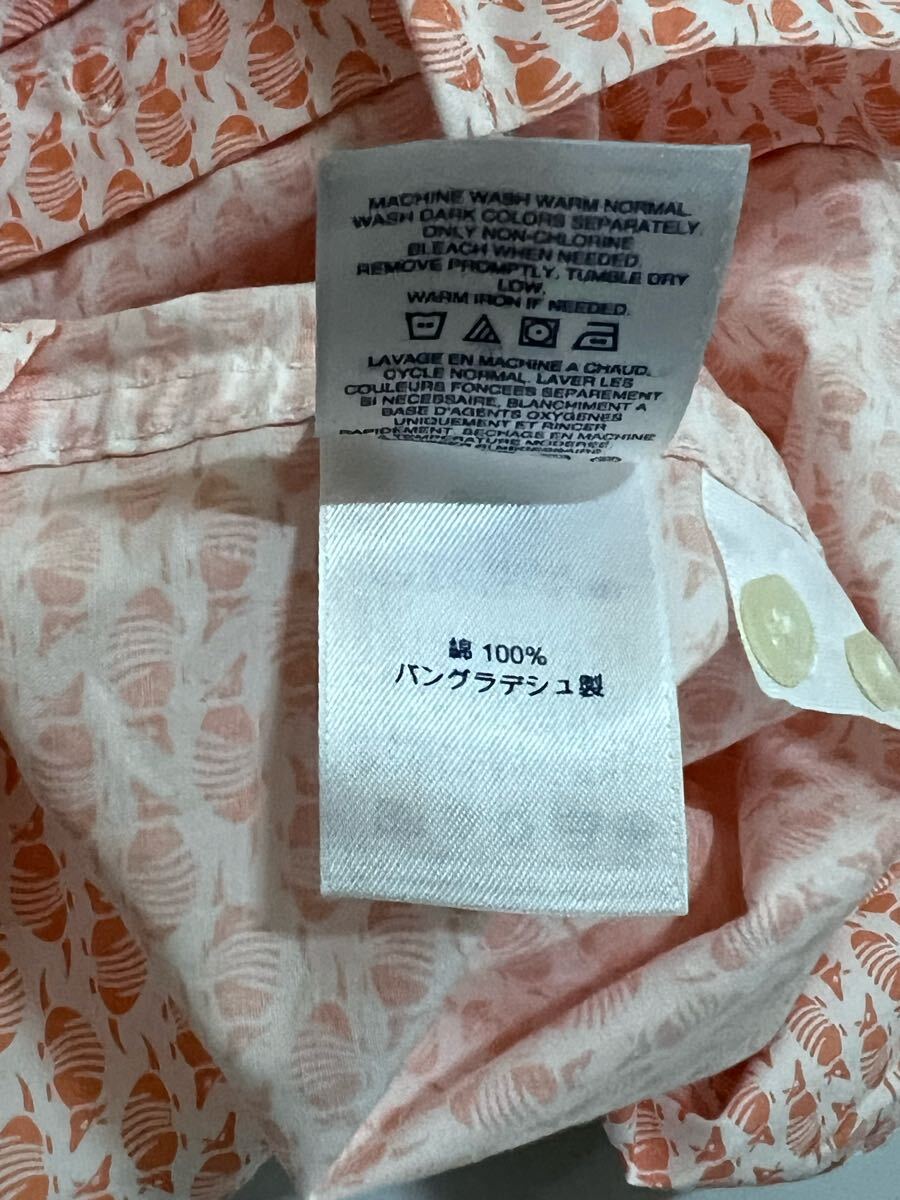 MACHINE WASH WARM NORMAL.
WASH DARK COLORS SEPARATELY.
ONLY NON-CHLORINE
BLEACH WHEN NEEDED.
REMOVE PROMPTLY, TUMBLE DRY
LOW.
WARM IRON IF NEEDED.
LAVAGE EN MACHINE A CHAUD.
CYCLE NORMAL. LAVER LES
COULEURS FONCEES SEPAREMENT
SI NECESSAIRE, BLANCHIMENT A
BASE D'AGENTS OXYGENES
UNIQUEMENT ET RINCER
RAPIDEMENT. SECHAGE EN MACHINE
A TEMPERATURE MODEREE.
綿 100%
バングラデシュ製